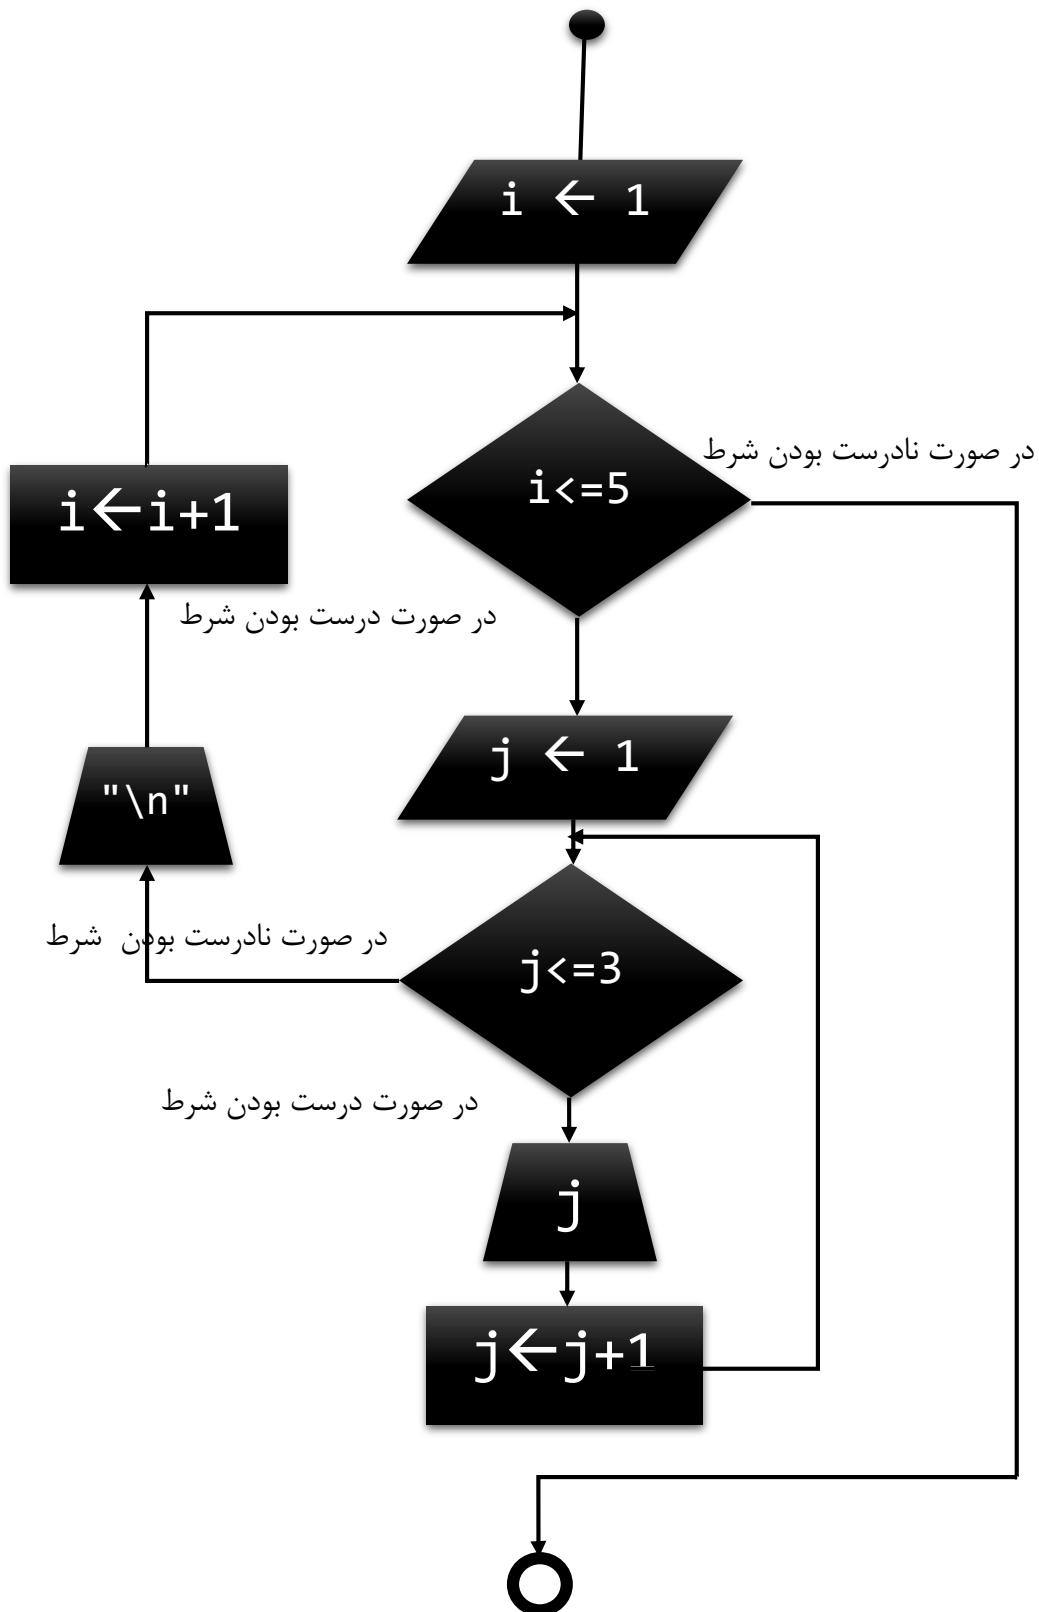 i ← 1
در صورت نادرست بودن شرط
i<=5
i←i+1
در صورت درست بودن شرط
j ← 1
"\n"
در صورت نادرست بودن شرط
j<=3
در صورت درست بودن شرط
j
j←j+1